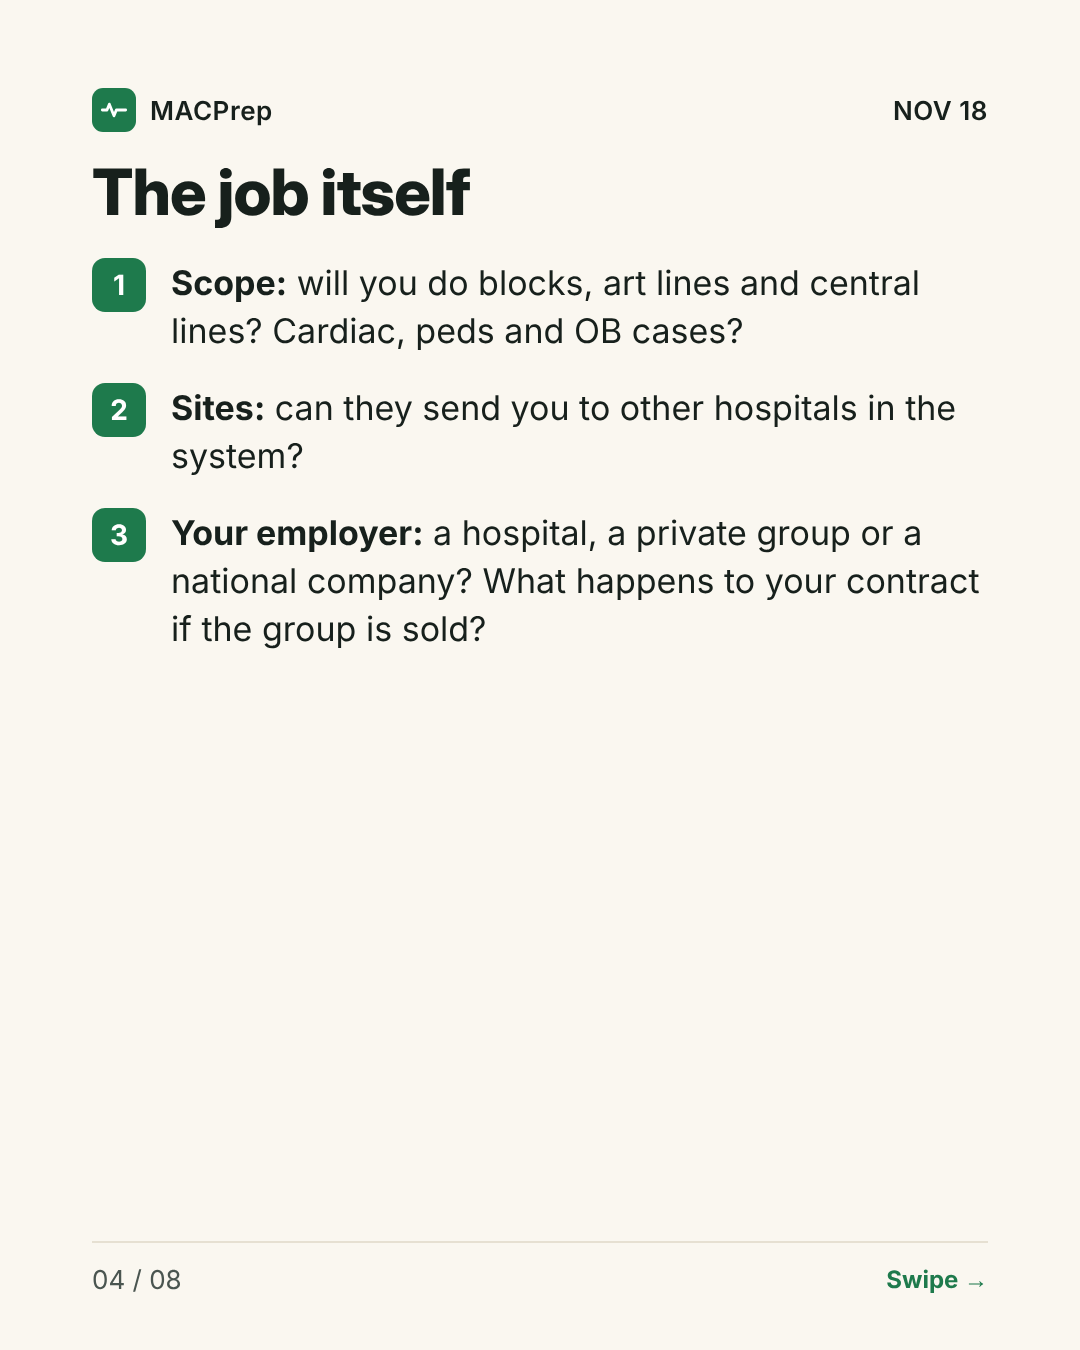 MACPrep
NOV 18
The job itself
1 Scope: will you do blocks, art lines and central
lines? Cardiac, peds and OB cases?
2 Sites: can they send you to other hospitals in the
system?
3 Your employer: a hospital, a private group or a
national company? What happens to your contract
if the group is sold?
04 / 08
Swipe →